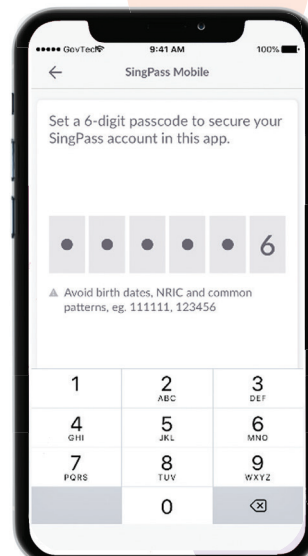 GovTech 9:41 AM 100%
SingPass Mobile
Set a 6-digit passcode to secure your
SingPass account in this app.
6
Avoid birth dates, NRIC and common
patterns, eg. 111111, 123456
1 2 3
ABC DEF
4 5 6
GHI JKL MNO
7 8 9
PQRS TUV WXYZ
0